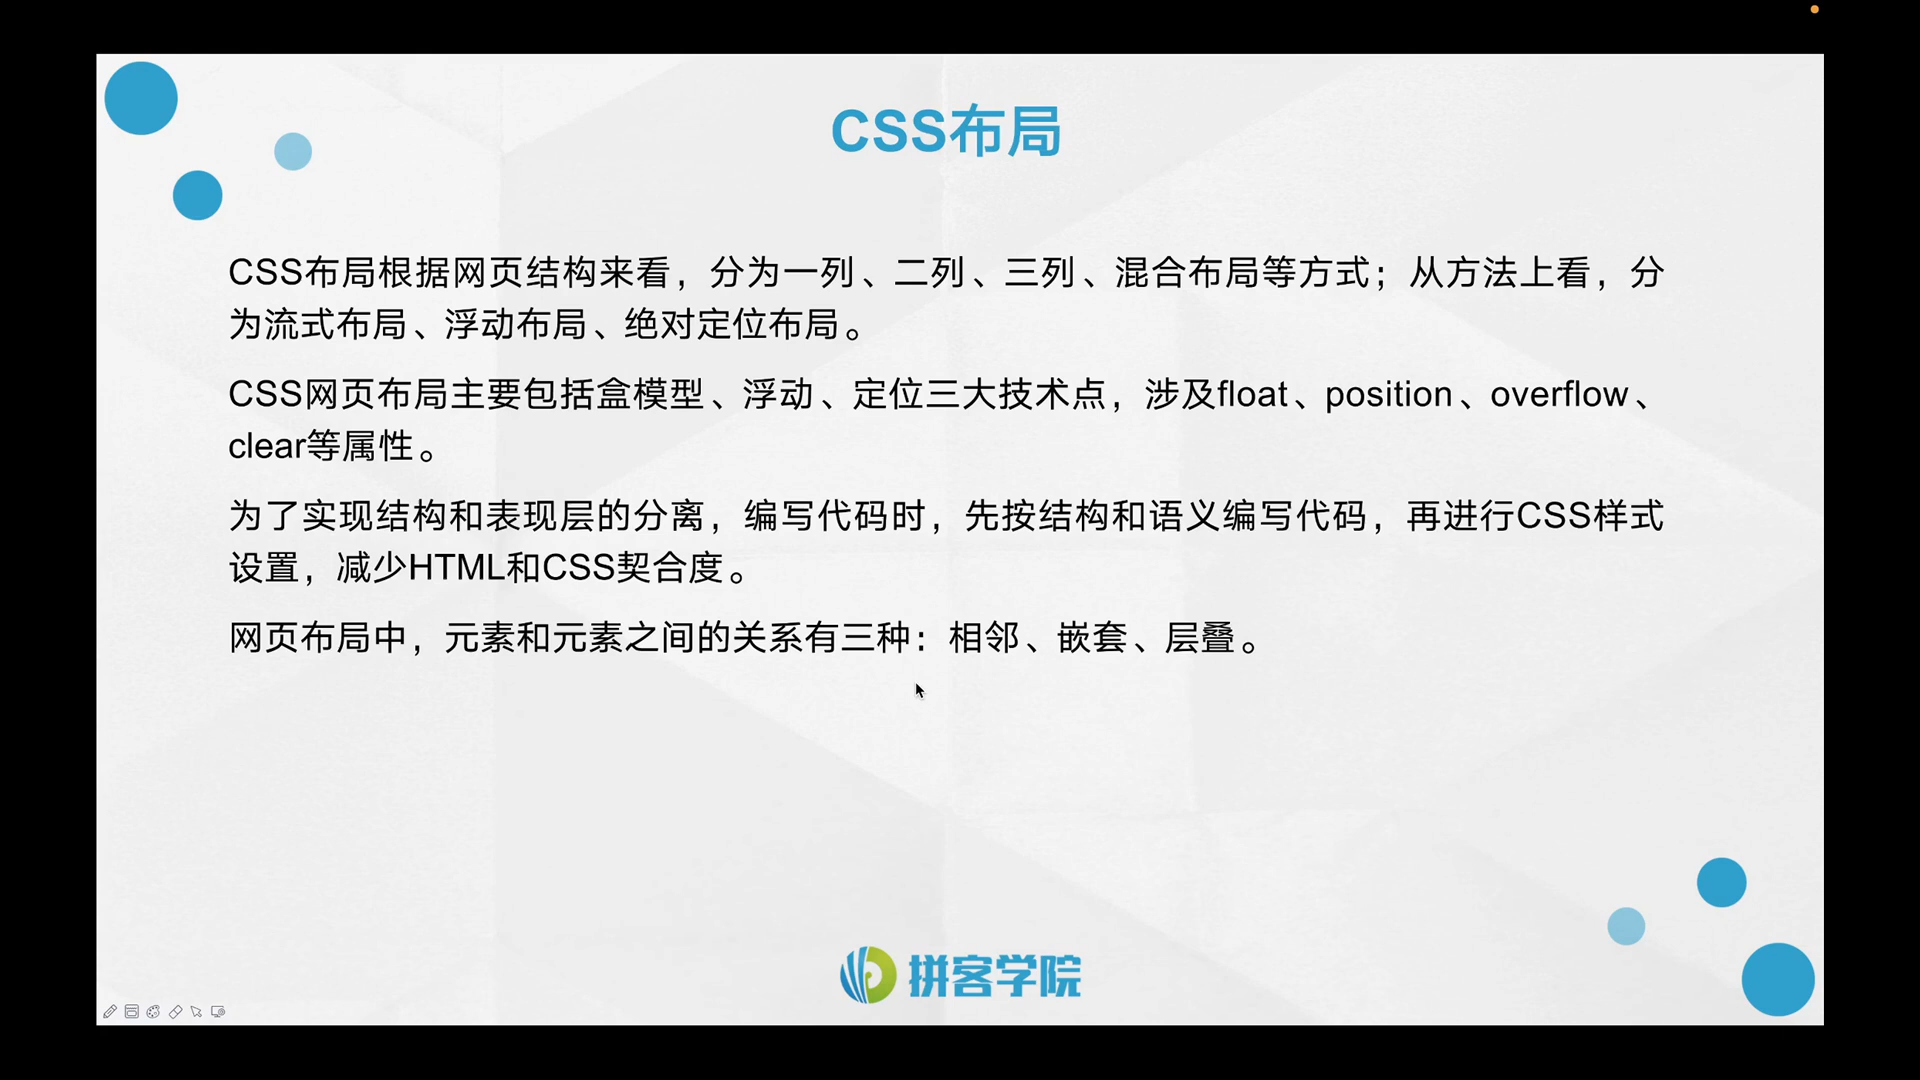 CSS布局
CSS布局根据网页结构来看，分为一列、二列、三列、混合布局等方式；从方法上看，分
为流式布局、浮动布局、绝对定位布局。
CSS网页布局主要包括盒模型、浮动、定位三大技术点，涉及float、position、overflow、
clear等属性。
为了实现结构和表现层的分离，编写代码时，先按结构和语义编写代码，再进行CSS样式
设置，减少HTML和CSS契合度。
网页布局中，元素和元素之间的关系有三种：相邻、嵌套、层叠。
拼客学院